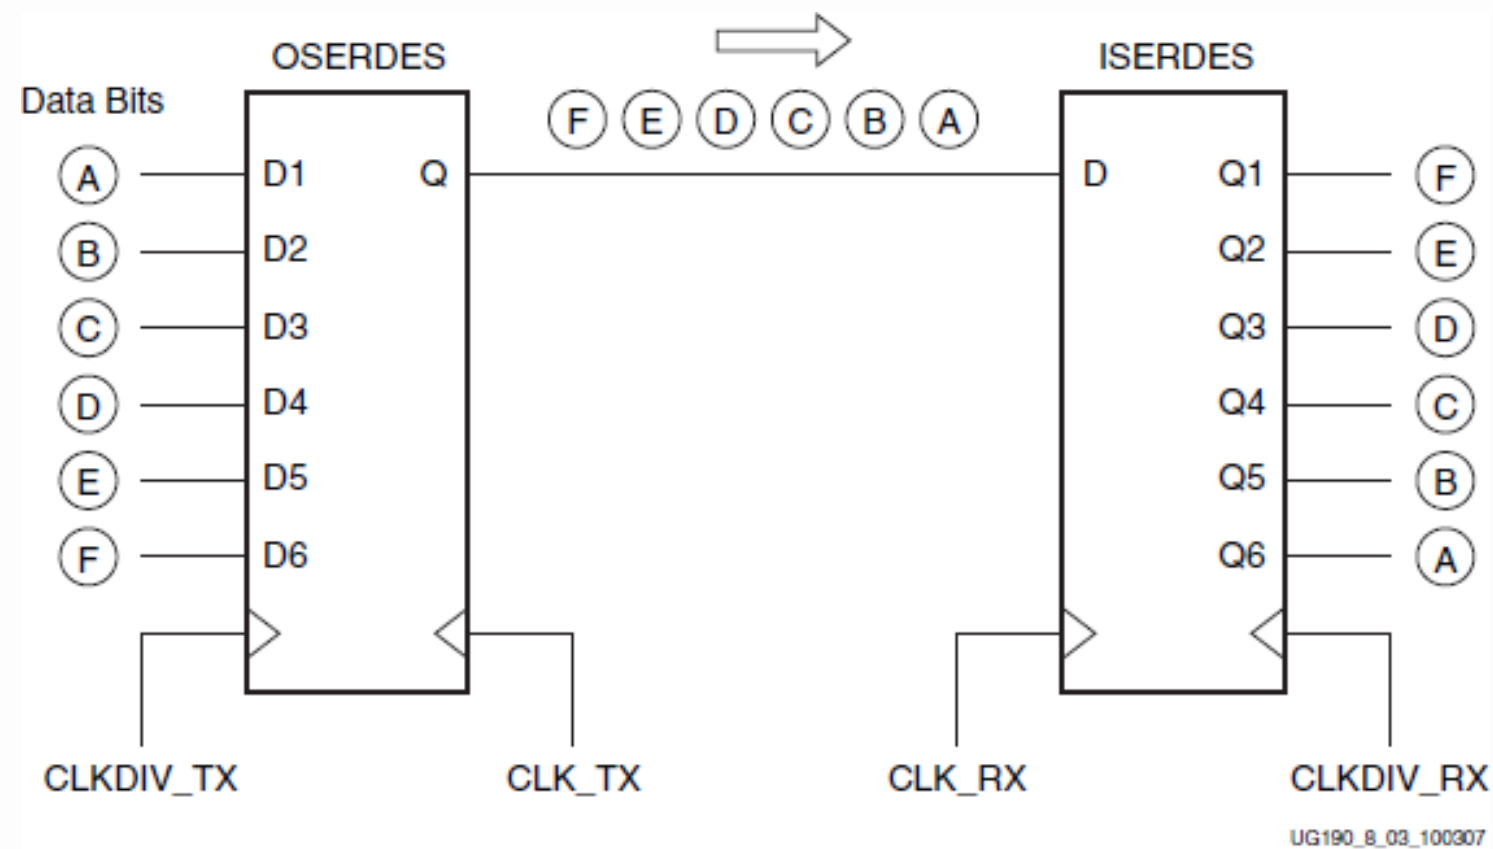 OSERDES
ISERDES
Data Bits
F E D C B A
A D1 Q D Q1 F
B D2 Q2 E
C D3 Q3 D
D D4 Q4 C
E D5 Q5 B
F D6 Q6 A
CLKDIV_TX CLK_TX CLK_RX CLKDIV_RX
UG190_8_03_100307